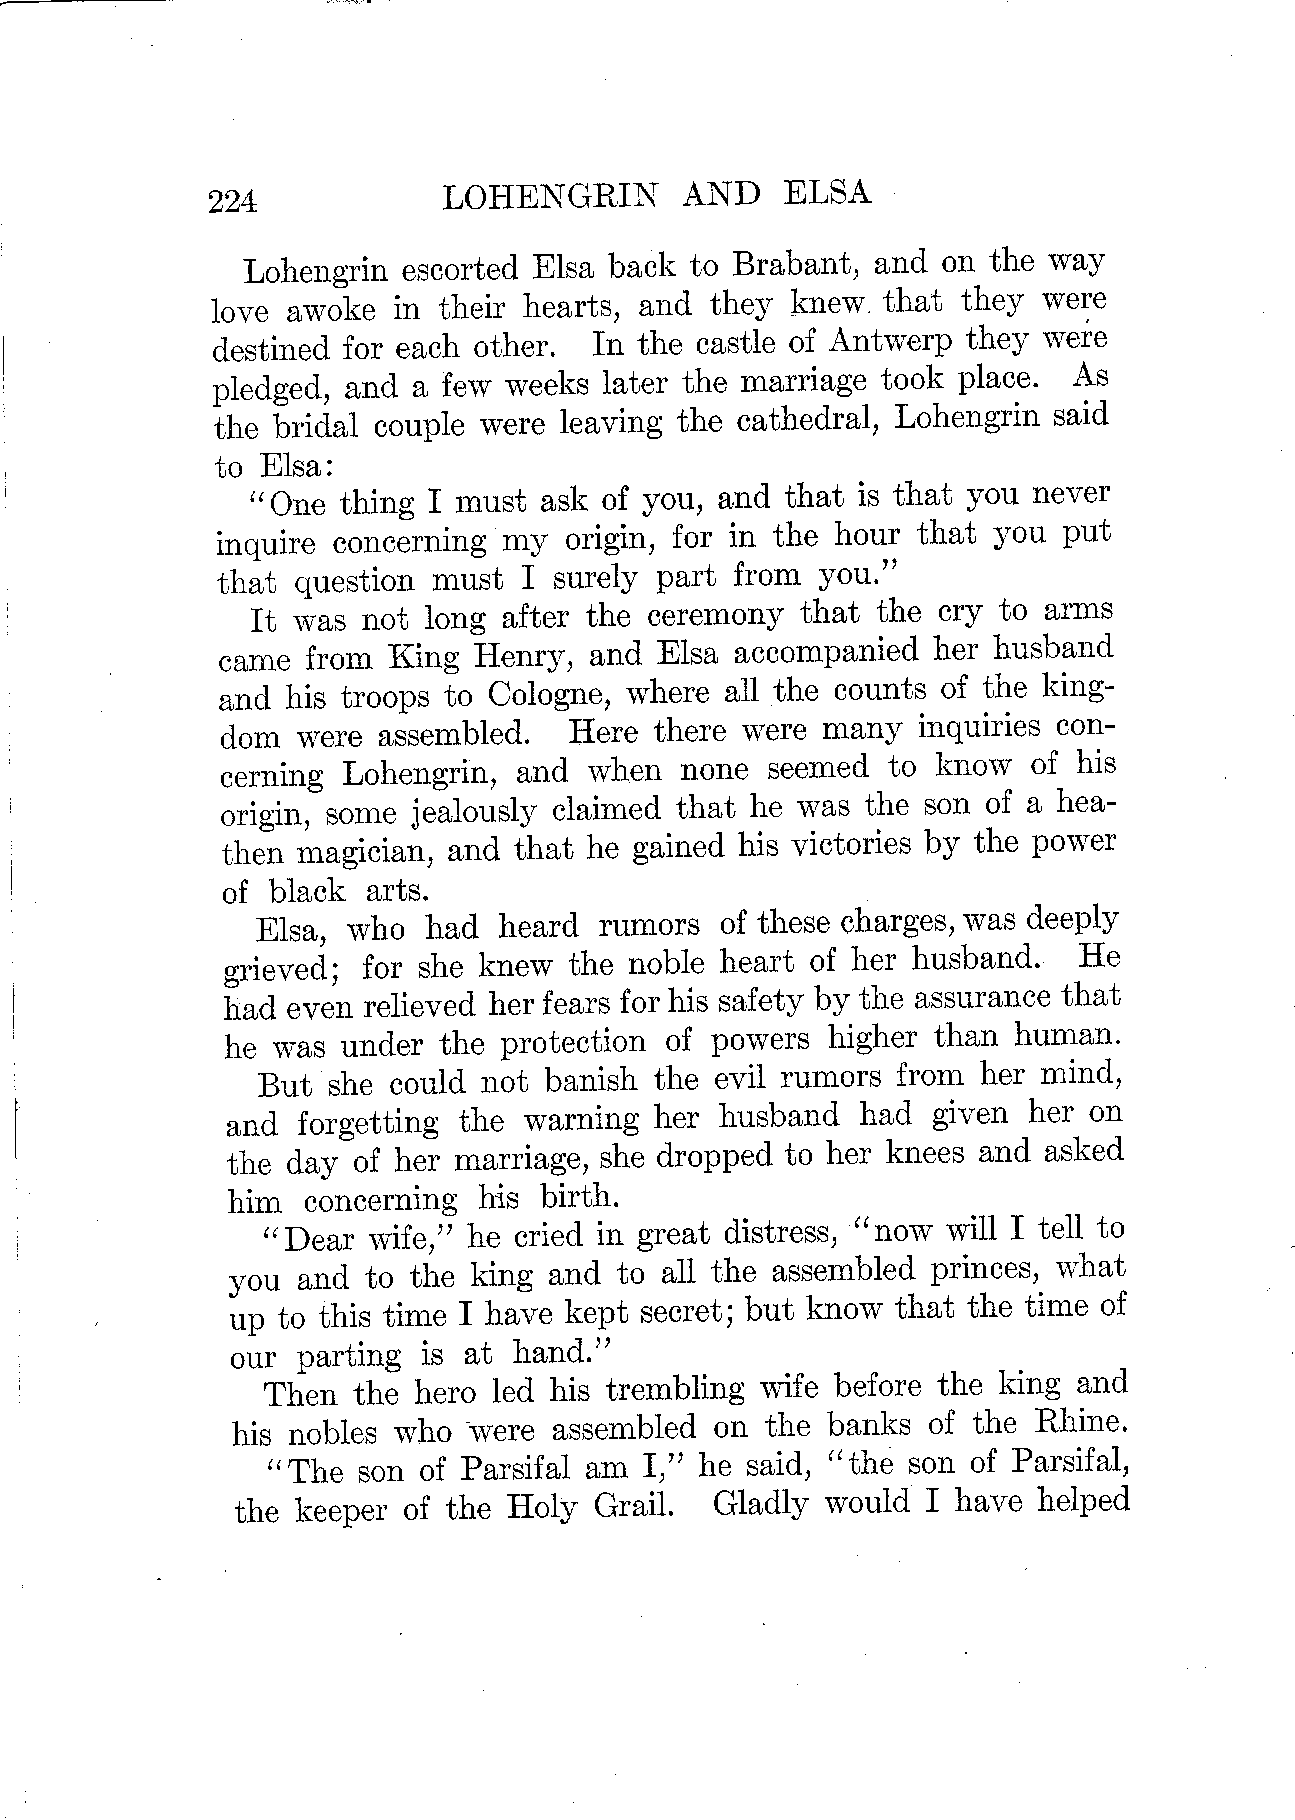 224 LOHENGRIN AND ELSA
Lohengrin escorted Elsa back to Brabant, and on the way
love awoke in their hearts, and they knew that they were
destined for each other. In the castle of Antwerp they were
pledged, and a few weeks later the marriage took place. As
the bridal couple were leaving the cathedral, Lohengrin said
to Elsa:
"One thing I must ask of you, and that is that you never
inquire concerning my origin, for in the hour that you put
that question must I surely part from you."
It was not long after the ceremony that the cry to arms
came from King Henry, and Elsa accompanied her husband
and his troops to Cologne, where all the counts of the king-
dom were assembled. Here there were many inquiries con-
cerning Lohengrin, and when none seemed to know of his
origin, some jealously claimed that he was the son of a hea-
then magician, and that he gained his victories by the power
of black arts.
Elsa, who had heard rumors of these charges, was deeply
grieved; for she knew the noble heart of her husband. He
had even relieved her fears for his safety by the assurance that
he was under the protection of powers higher than human.
But she could not banish the evil rumors from her mind,
and forgetting the warning her husband had given her on
the day of her marriage, she dropped to her knees and asked
him concerning his birth.
"Dear wife," he cried in great distress, "now will I tell to
you and to the king and to all the assembled princes, what
up to this time I have kept secret; but know that the time of
our parting is at hand."
Then the hero led his trembling wife before the king and
his nobles who were assembled on the banks of the Rhine.
"The son of Parsifal am I," he said, "the son of Parsifal,
the keeper of the Holy Grail. Gladly would I have helped